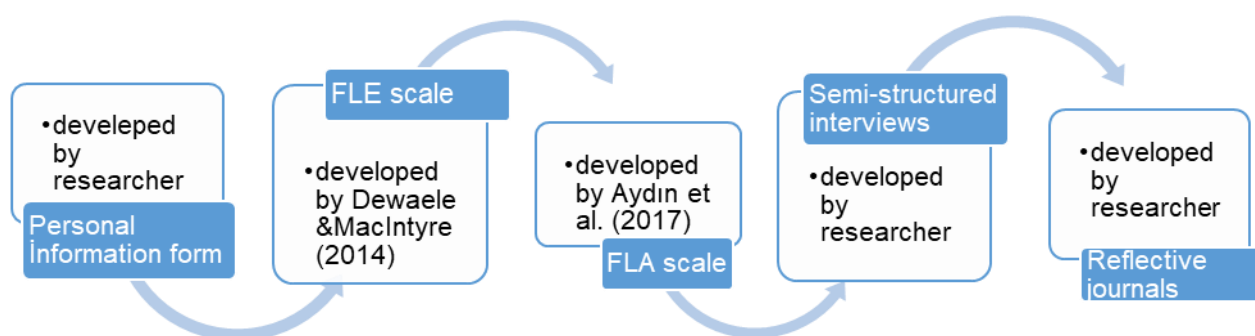 •develeped
by
researcher
Personal
İnformation form
FLE scale
•developed
by Dewaele
&MacIntyre
(2014)
•developed
by Aydın et
al. (2017)
FLA scale
Semi-structured
interviews
•developed
by
researcher
•developed
by
researcher
Reflective
journals